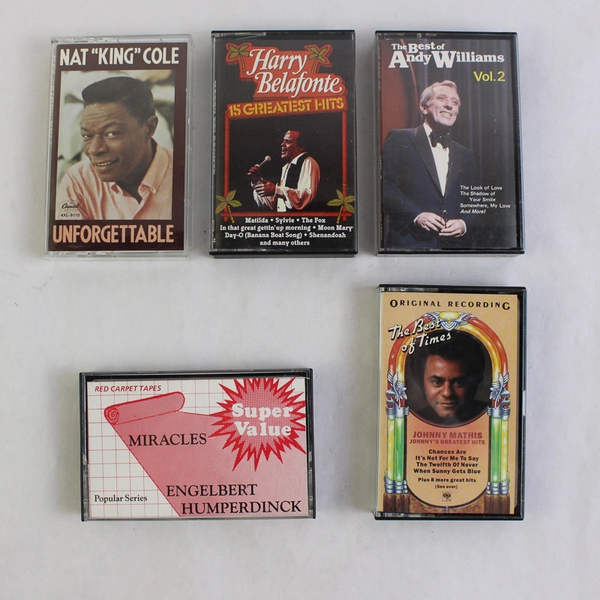 NAT "KING" COLE
Capitol
4XL-9110
UNFORGETTABLE
Harry
Belafonte
15 GREATEST HITS
Matilda • Sylvie • The Fox
In that great gettin' up morning • Moon Mary
Day-O (Banana Boat Song) • Shenandoah
and many others
The Best of
Andy Williams
Vol.2
The Look of Love
The Shadow of
Your Smile
Somewhere, My Love
And More!
RED CARPET TAPES
Super
Value
MIRACLES
Popular Series
ENGELBERT
HUMPERDINCK
ORIGINAL RECORDING
The Best
of Times
JOHNNY MATHIS
JOHNNY'S GREATEST HITS
Chances Are
It's Not For Me To Say
The Twelfth Of Never
When Sunny Gets Blue
Plus 8 more great hits
(See over)